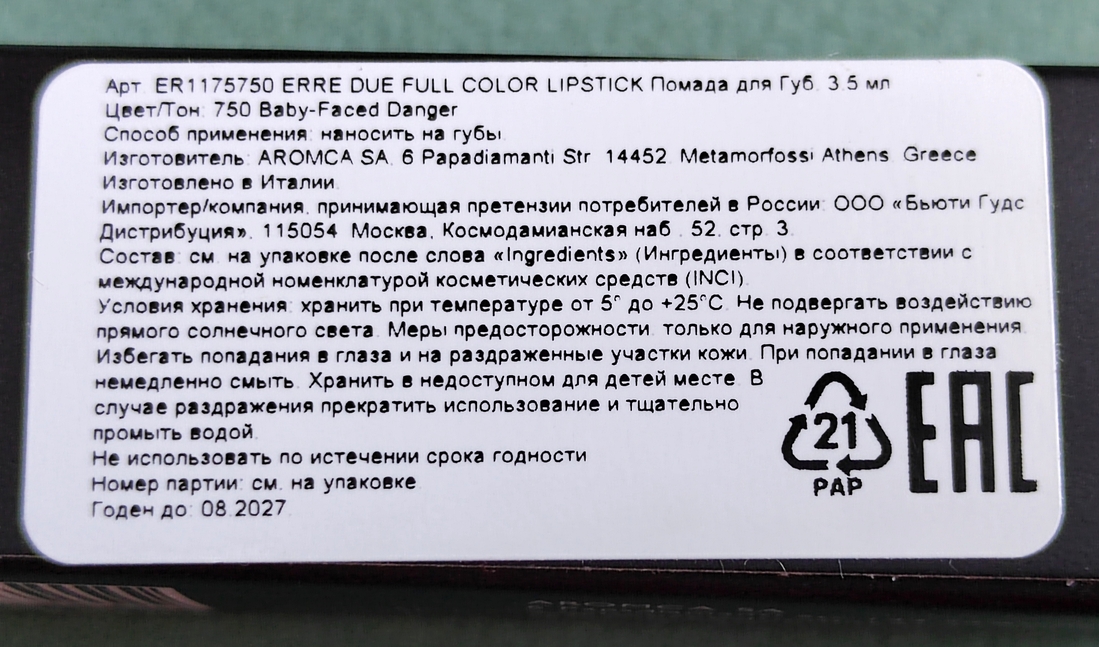 Арт. ER1175750 ERRE DUE FULL COLOR LIPSTICK Помада для Губ. 3.5 мл
Цвет/Тон: 750 Baby-Faced Danger
Способ применения: наносить на губы.
Изготовитель: AROMCA SA. 6 Papadiamanti Str. 14452. Metamorfossi Athens. Greece
Изготовлено в Италии.
Импортер/компания, принимающая претензии потребителей в России: ООО «Бьюти Гудс
Дистрибуция», 115054. Москва, Космодамианская наб., 52, стр. 3.
Состав: см. на упаковке после слова «Ingredients» (Ингредиенты) в соответствии с
международной номенклатурой косметических средств (INCI).
Условия хранения: хранить при температуре от 5° до +25°C. Не подвергать воздействию
прямого солнечного света. Меры предосторожности: только для наружного применения.
Избегать попадания в глаза и на раздраженные участки кожи. При попадании в глаза
немедленно смыть. Хранить в недоступном для детей месте. В
случае раздражения прекратить использование и тщательно
промыть водой.
Не использовать по истечении срока годности
Номер партии: см. на упаковке
Годен до: 08.2027.
21
PAP
EAC